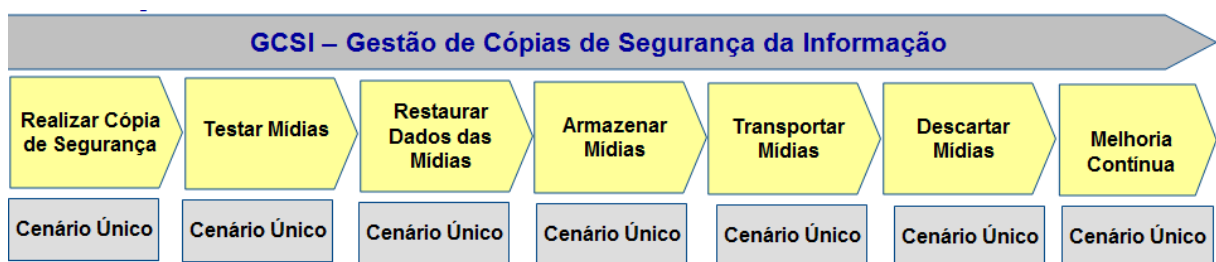 GCSI – Gestão de Cópias de Segurança da Informação
Realizar Cópia
de Segurança
Testar Mídias
Restaurar
Dados das
Mídias
Armazenar
Mídias
Transportar
Mídias
Descartar
Mídias
Melhoria
Contínua
Cenário Único
Cenário Único
Cenário Único
Cenário Único
Cenário Único
Cenário Único
Cenário Único